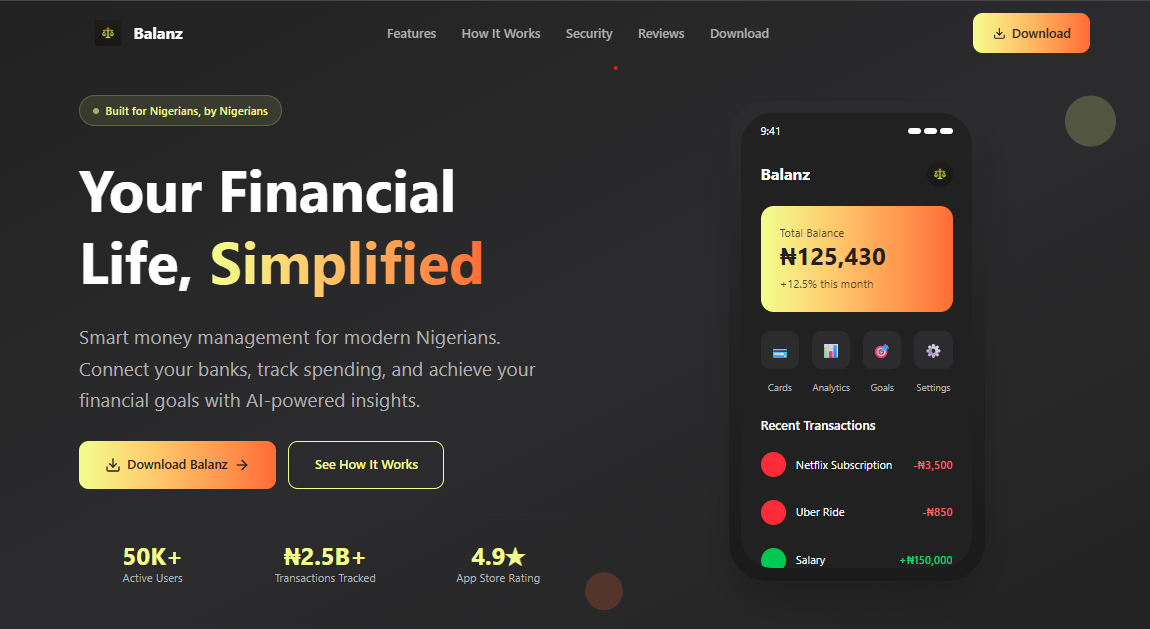 Balanz
Features How It Works Security Reviews Download
Download
Built for Nigerians, by Nigerians
Your Financial
Life, Simplified
Smart money management for modern Nigerians.
Connect your banks, track spending, and achieve your
financial goals with AI-powered insights.
Download Balanz →
See How It Works
50K+
Active Users
₦2.5B+
Transactions Tracked
4.9★
App Store Rating
9:41
Balanz
Total Balance
₦125,430
+12.5% this month
Cards Analytics Goals Settings
Recent Transactions
Netflix Subscription -₦3,500
Uber Ride -₦850
Salary +₦150,000